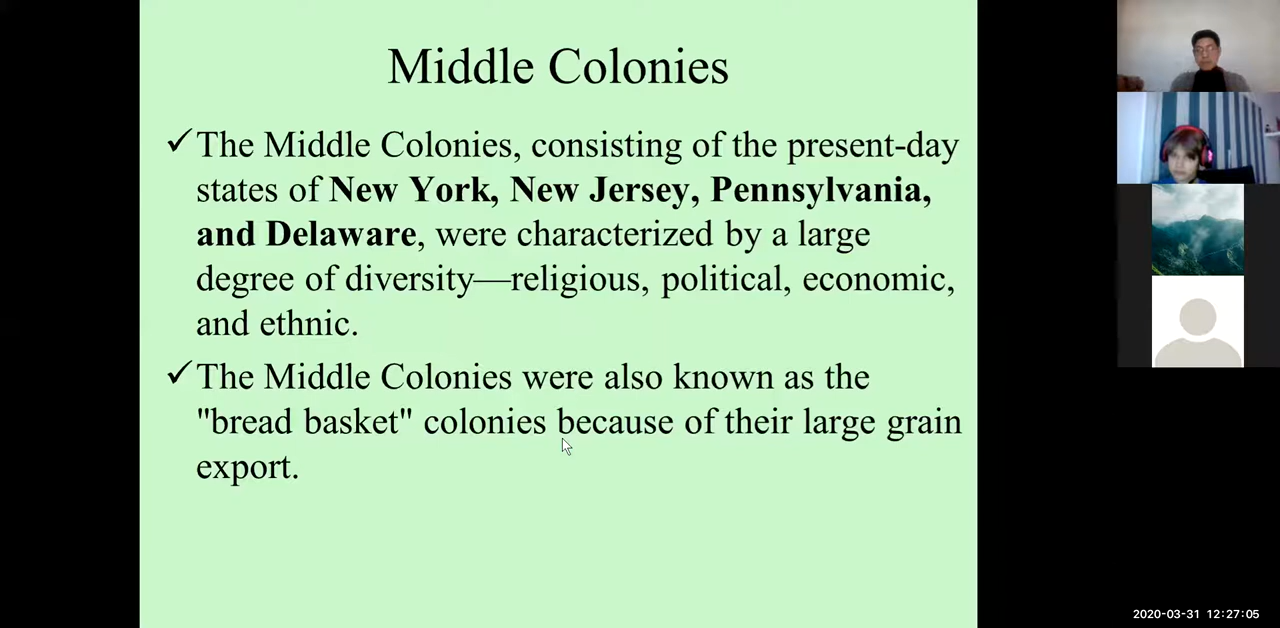 Middle Colonies
✓The Middle Colonies, consisting of the present-day
states of New York, New Jersey, Pennsylvania,
and Delaware, were characterized by a large
degree of diversity—religious, political, economic,
and ethnic.
✓The Middle Colonies were also known as the
"bread basket" colonies because of their large grain
export.
2020-03-31 12:27:05